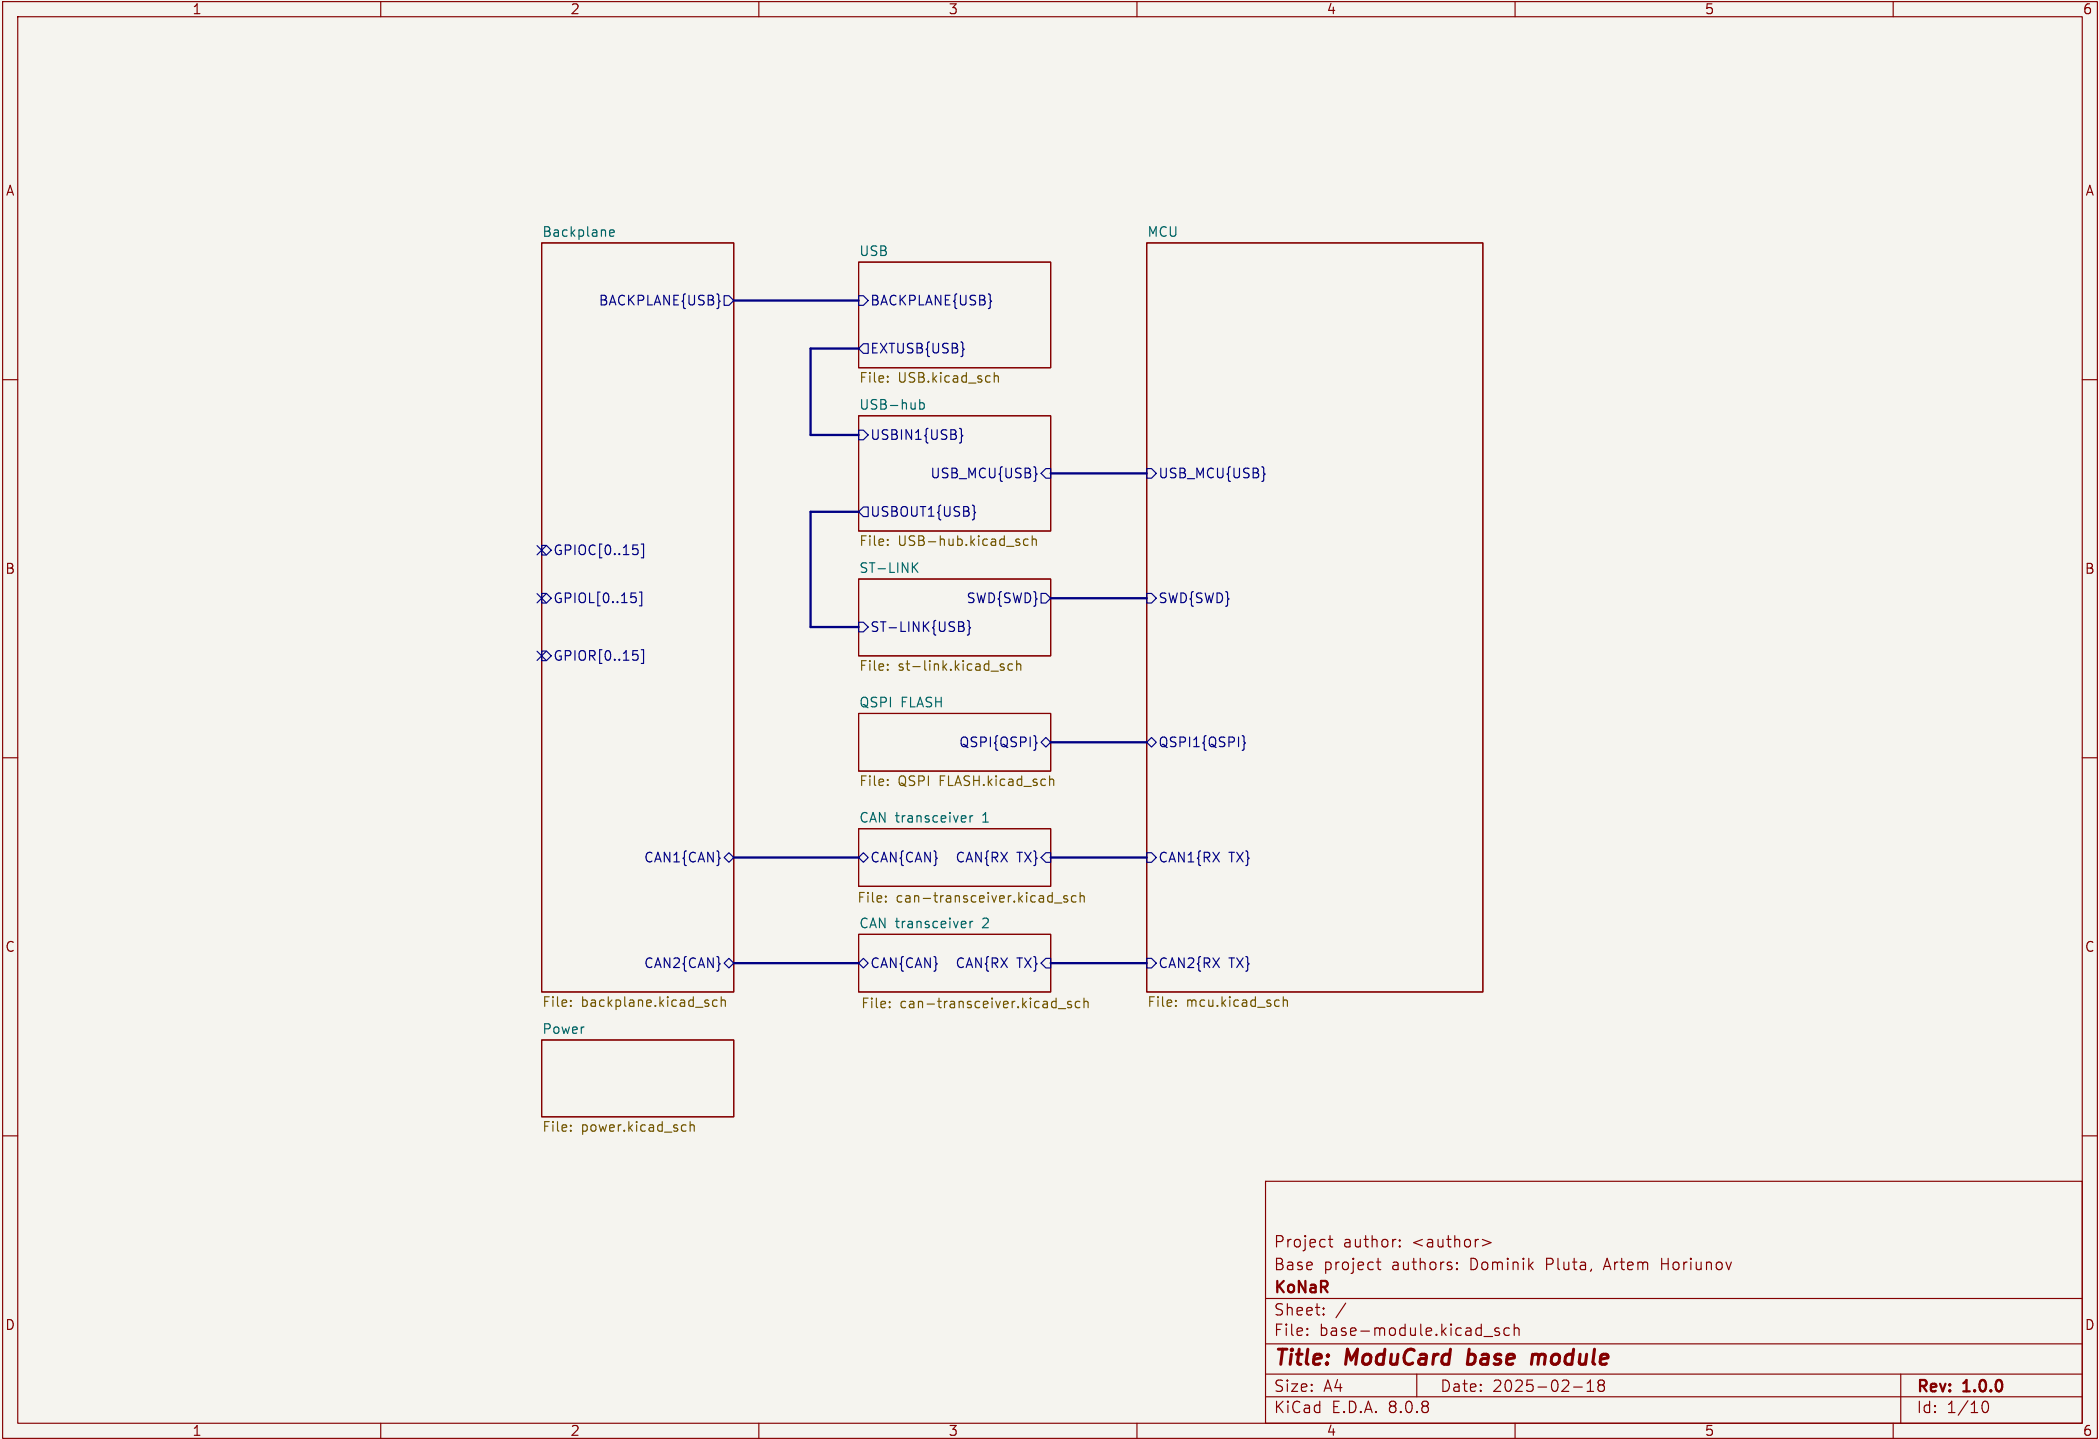 1 2 3 4 5 6
A A
B B
C C
D D
Backplane
BACKPLANE{USB}
GPIOC[0..15]
GPIOL[0..15]
GPIOR[0..15]
CAN1{CAN}
CAN2{CAN}
File: backplane.kicad_sch
Power
File: power.kicad_sch
USB
BACKPLANE{USB}
EXTUSB{USB}
File: USB.kicad_sch
USB-hub
USBIN1{USB}
USB_MCU{USB}
USBOUT1{USB}
File: USB-hub.kicad_sch
ST-LINK
SWD{SWD}
ST-LINK{USB}
File: st-link.kicad_sch
QSPI FLASH
QSPI{QSPI}
File: QSPI FLASH.kicad_sch
CAN transceiver 1
CAN{CAN} CAN{RX TX}
File: can-transceiver.kicad_sch
CAN transceiver 2
CAN{CAN} CAN{RX TX}
File: can-transceiver.kicad_sch
MCU
USB_MCU{USB}
SWD{SWD}
QSPI1{QSPI}
CAN1{RX TX}
CAN2{RX TX}
File: mcu.kicad_sch
Project author: <author>
Base project authors: Dominik Pluta, Artem Horiunov
KoNaR
Sheet: /
File: base-module.kicad_sch
Title: ModuCard base module
Size: A4 Date: 2025-02-18 Rev: 1.0.0
KiCad E.D.A. 8.0.8 Id: 1/10
1 2 3 4 5 6